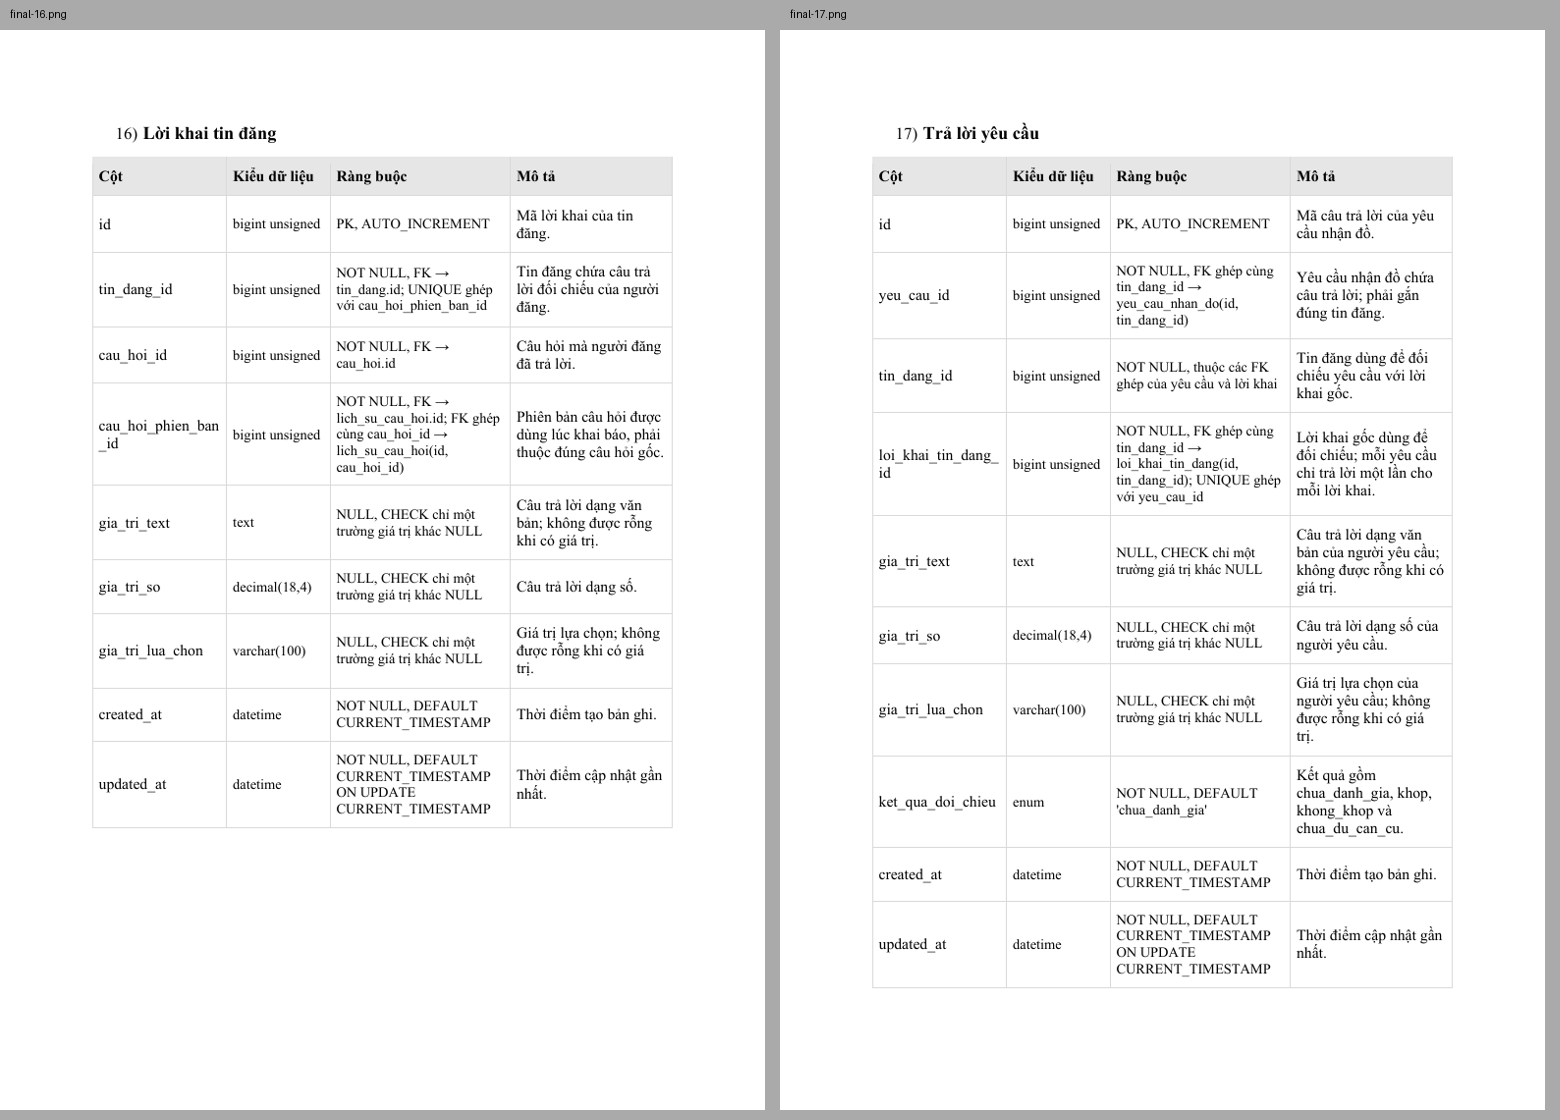 final-16.png
16) Lời khai tin đăng
Cột Kiểu dữ liệu Ràng buộc Mô tả
id bigint unsigned PK, AUTO_INCREMENT Mã lời khai của tin
đăng.
tin_dang_id bigint unsigned NOT NULL, FK →
tin_dang.id; UNIQUE ghép
với cau_hoi_phien_ban_id
Tin đăng chứa câu trả
lời đối chiếu của người
đăng.
cau_hoi_id bigint unsigned NOT NULL, FK →
cau_hoi.id
Câu hỏi mà người đăng
đã trả lời.
cau_hoi_phien_ban
_id
bigint unsigned
NOT NULL, FK →
lich_su_cau_hoi.id; FK ghép
cùng cau_hoi_id →
lich_su_cau_hoi(id,
cau_hoi_id)
Phiên bản câu hỏi được
dùng lúc khai báo, phải
thuộc đúng câu hỏi gốc.
gia_tri_text text NULL, CHECK chỉ một
trường giá trị khác NULL
Câu trả lời dạng văn
bản; không được rỗng
khi có giá trị.
gia_tri_so decimal(18,4) NULL, CHECK chỉ một
trường giá trị khác NULL
Câu trả lời dạng số.
gia_tri_lua_chon varchar(100) NULL, CHECK chỉ một
trường giá trị khác NULL
Giá trị lựa chọn; không
được rỗng khi có giá
trị.
created_at datetime NOT NULL, DEFAULT
CURRENT_TIMESTAMP
Thời điểm tạo bản ghi.
updated_at datetime NOT NULL, DEFAULT
CURRENT_TIMESTAMP
ON UPDATE
CURRENT_TIMESTAMP
Thời điểm cập nhật gần
nhất.
final-17.png
17) Trả lời yêu cầu
Cột Kiểu dữ liệu Ràng buộc Mô tả
id bigint unsigned PK, AUTO_INCREMENT Mã câu trả lời của yêu
cầu nhận đồ.
yeu_cau_id bigint unsigned NOT NULL, FK ghép cùng
tin_dang_id →
yeu_cau_nhan_do(id,
tin_dang_id)
Yêu cầu nhận đồ chứa
câu trả lời; phải gắn
đúng tin đăng.
tin_dang_id bigint unsigned NOT NULL, thuộc các FK
ghép của yêu cầu và lời khai
Tin đăng dùng để đối
chiếu yêu cầu với lời
khai gốc.
loi_khai_tin_dang_
id
bigint unsigned
NOT NULL, FK ghép cùng
tin_dang_id →
loi_khai_tin_dang(id,
tin_dang_id); UNIQUE ghép
với yeu_cau_id
Lời khai gốc dùng để
đối chiếu; mỗi yêu cầu
chỉ trả lời một lần cho
mỗi lời khai.
gia_tri_text text NULL, CHECK chỉ một
trường giá trị khác NULL
Câu trả lời dạng văn
bản của người yêu cầu;
không được rỗng khi có
giá trị.
gia_tri_so decimal(18,4) NULL, CHECK chỉ một
trường giá trị khác NULL
Câu trả lời dạng số của
người yêu cầu.
gia_tri_lua_chon varchar(100) NULL, CHECK chỉ một
trường giá trị khác NULL
Giá trị lựa chọn của
người yêu cầu; không
được rỗng khi có giá
trị.
ket_qua_doi_chieu enum NOT NULL, DEFAULT
'chua_danh_gia'
Kết quả gồm
chua_danh_gia, khop,
khong_khop và
chua_du_can_cu.
created_at datetime NOT NULL, DEFAULT
CURRENT_TIMESTAMP
Thời điểm tạo bản ghi.
updated_at datetime NOT NULL, DEFAULT
CURRENT_TIMESTAMP
ON UPDATE
CURRENT_TIMESTAMP
Thời điểm cập nhật gần
nhất.